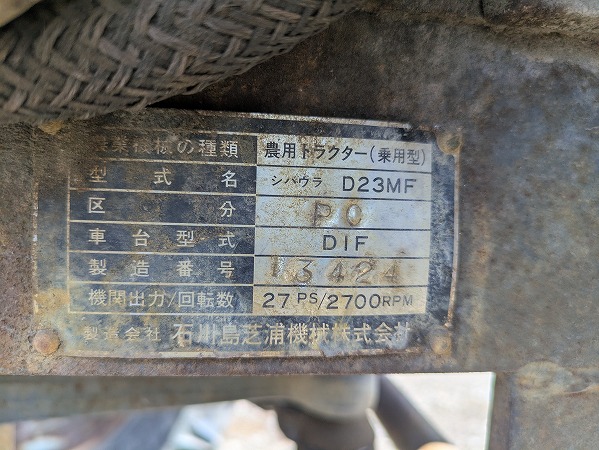 農業機械の種類 農用トラクター(乗用型)
型式名 シバウラ D23MF
区分 PO
車台型式 D1F
製造番号 13424
機関出力/回転数 27 PS/2700RPM
製造会社 石川島芝浦機械株式会社